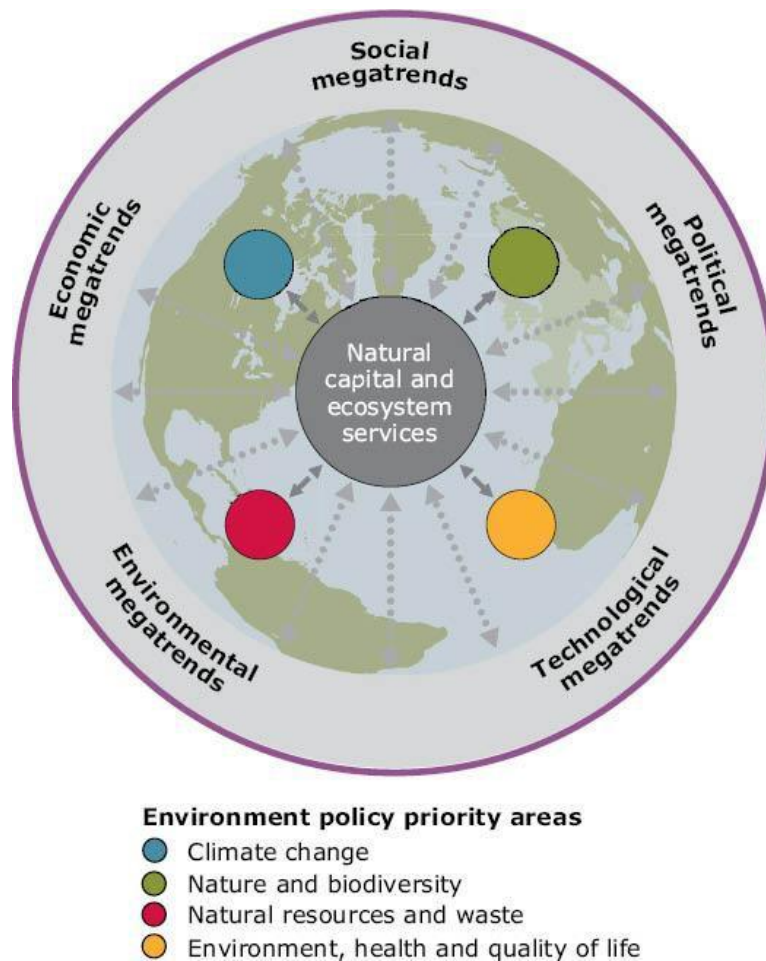 Social
megatrends
Economic
megatrends
Political
megatrends
Natural
capital and
ecosystem
services
Environmental
megatrends
Technological
megatrends
Environment policy priority areas
Climate change
Nature and biodiversity
Natural resources and waste
Environment, health and quality of life